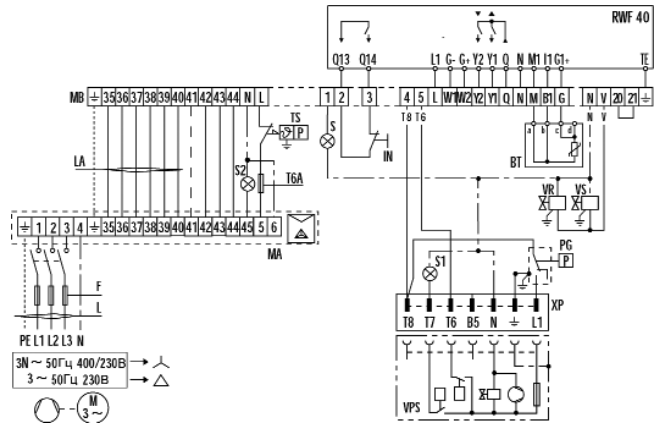 RWF 40
Q13 Q14 L1 G- G+ Y2 Y1 Q N M1 I1 G1+ TE
MB 35 36 37 38 39 40 41 42 43 44 N L 1 2 3 4 5 L W1 W2 Y2 Y1 Q N M B1 G N V 20 21
T8 T6 N V
TS
P
S
IN
a b c d
BT
LA
S2
T6A
VR VS
1 2 3 4 35 36 37 38 39 40 41 42 43 44 45 5 6
MA
PG
P
S1
F
L
XP
T8 T7 T6 B5 N L1
PE L1 L2 L3 N
3N ~ 50Гц 400/230В
3 ~ 50Гц 230В
VPS
M
3 ~